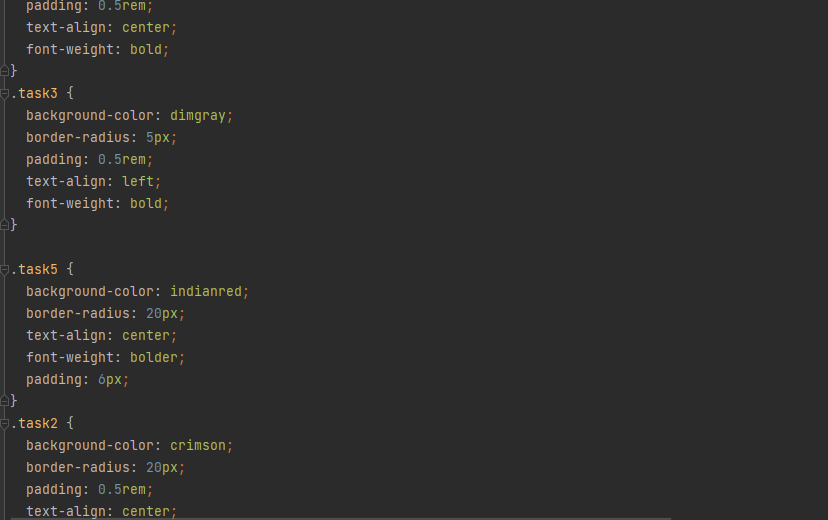 padding: 0.5rem;
text-align: center;
font-weight: bold;
}
.task3 {
background-color: dimgray;
border-radius: 5px;
padding: 0.5rem;
text-align: left;
font-weight: bold;
}
.task5 {
background-color: indianred;
border-radius: 20px;
text-align: center;
font-weight: bolder;
padding: 6px;
}
.task2 {
background-color: crimson;
border-radius: 20px;
padding: 0.5rem;
text-align: center;